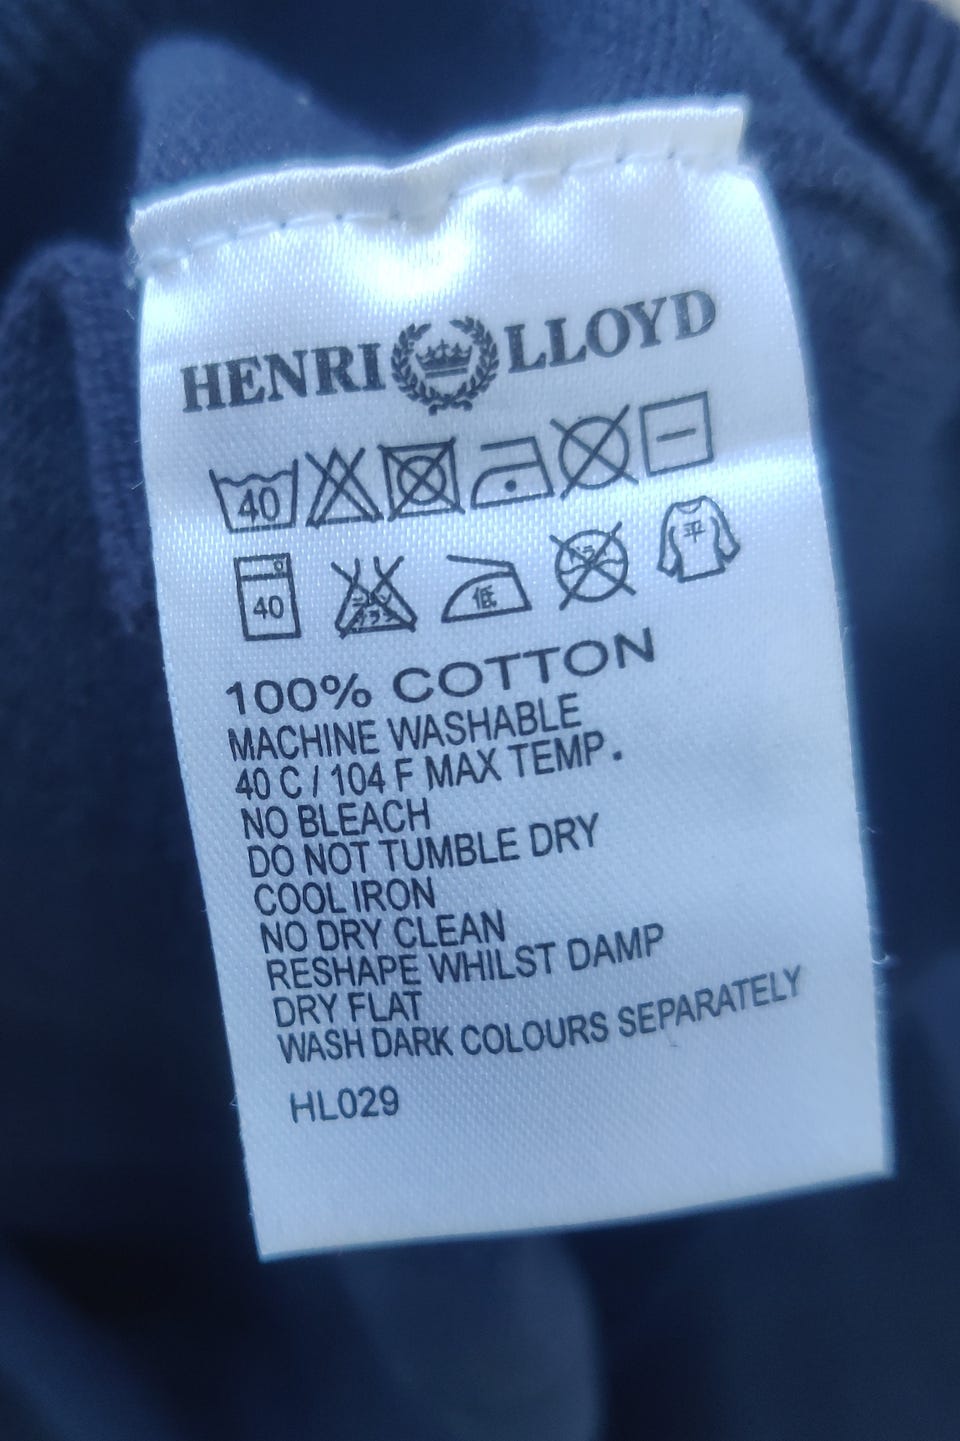 HENRI LLOYD
40
40 低 平
100% COTTON
MACHINE WASHABLE
40 C / 104 F MAX TEMP.
NO BLEACH
DO NOT TUMBLE DRY
COOL IRON
NO DRY CLEAN
RESHAPE WHILST DAMP
DRY FLAT
WASH DARK COLOURS SEPARATELY
HL029